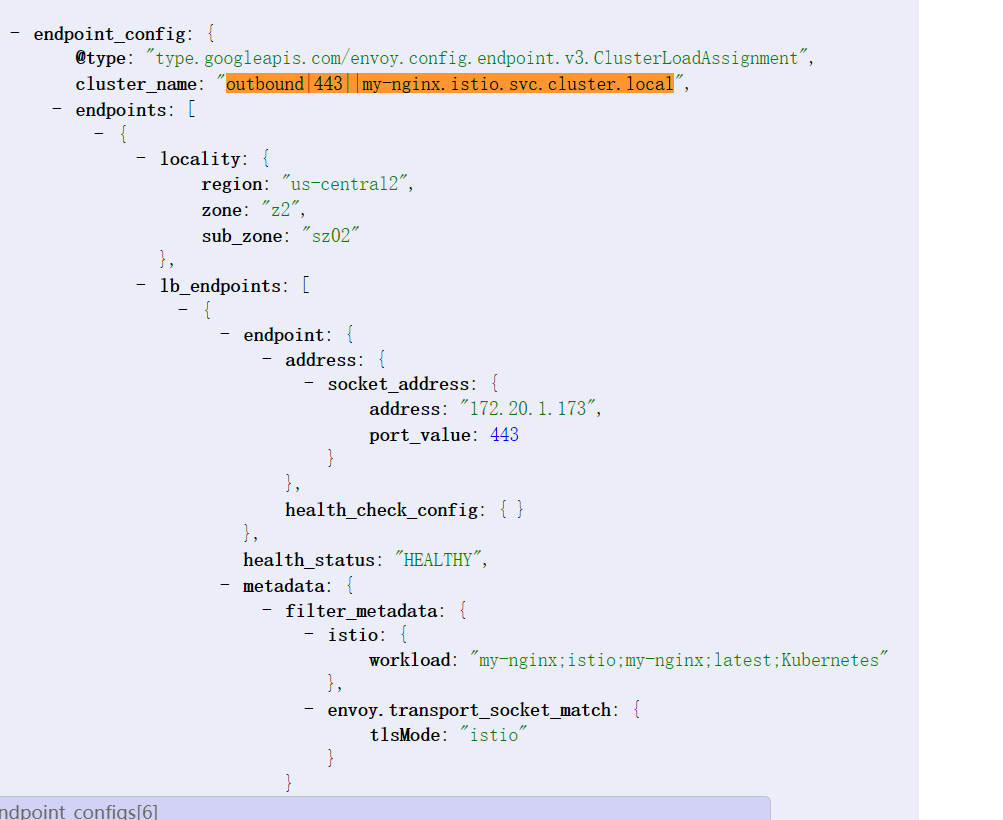 - endpoint_config: {
@type: "type.googleapis.com/envoy.config.endpoint.v3.ClusterLoadAssignment",
cluster_name: "outbound|443||my-nginx.istio.svc.cluster.local",
- endpoints: [
- {
- locality: {
region: "us-central2",
zone: "z2",
sub_zone: "sz02"
},
- lb_endpoints: [
- {
- endpoint: {
- address: {
- socket_address: {
address: "172.20.1.173",
port_value: 443
}
},
health_check_config: { }
},
health_status: "HEALTHY",
- metadata: {
- filter_metadata: {
- istio: {
workload: "my-nginx;istio;my-nginx;latest;Kubernetes"
},
- envoy.transport_socket_match: {
tlsMode: "istio"
}
}
ndpoint_configs[6]